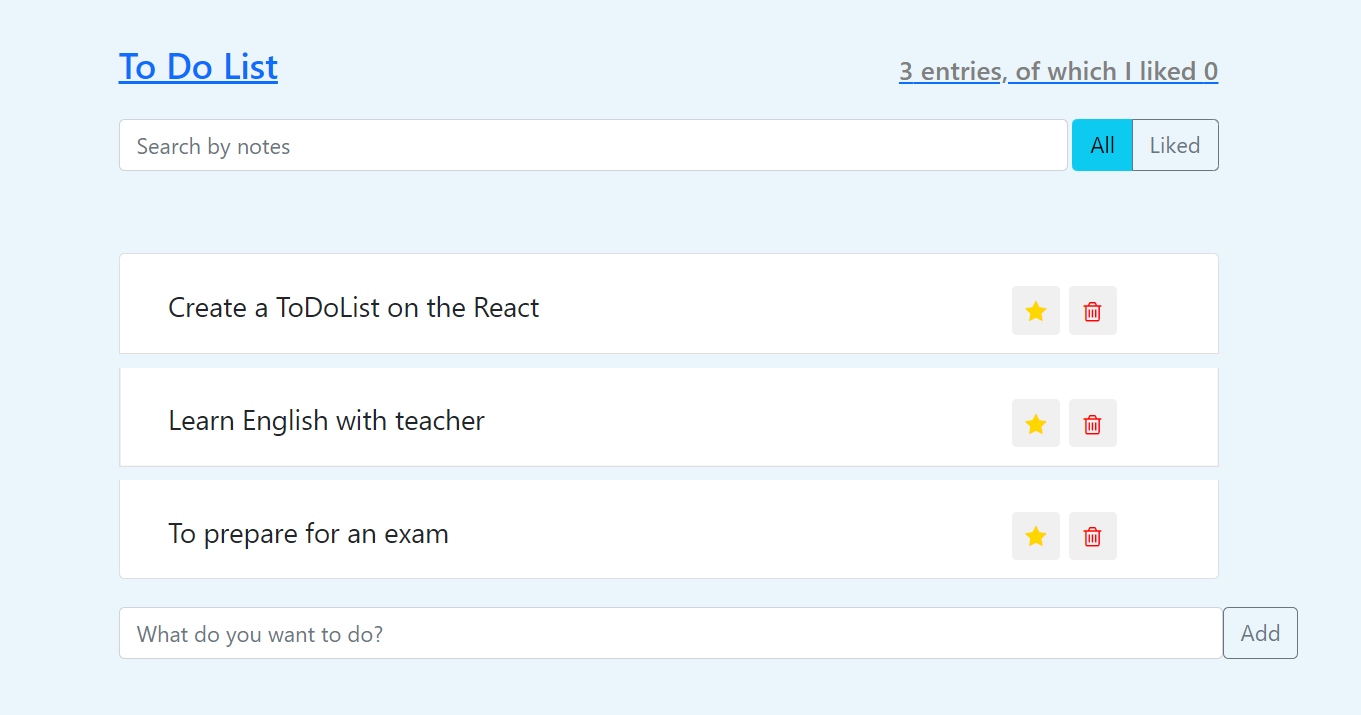 To Do List
3 entries, of which I liked 0
Search by notes
All
Liked
Create a ToDoList on the React
Learn English with teacher
To prepare for an exam
What do you want to do?
Add